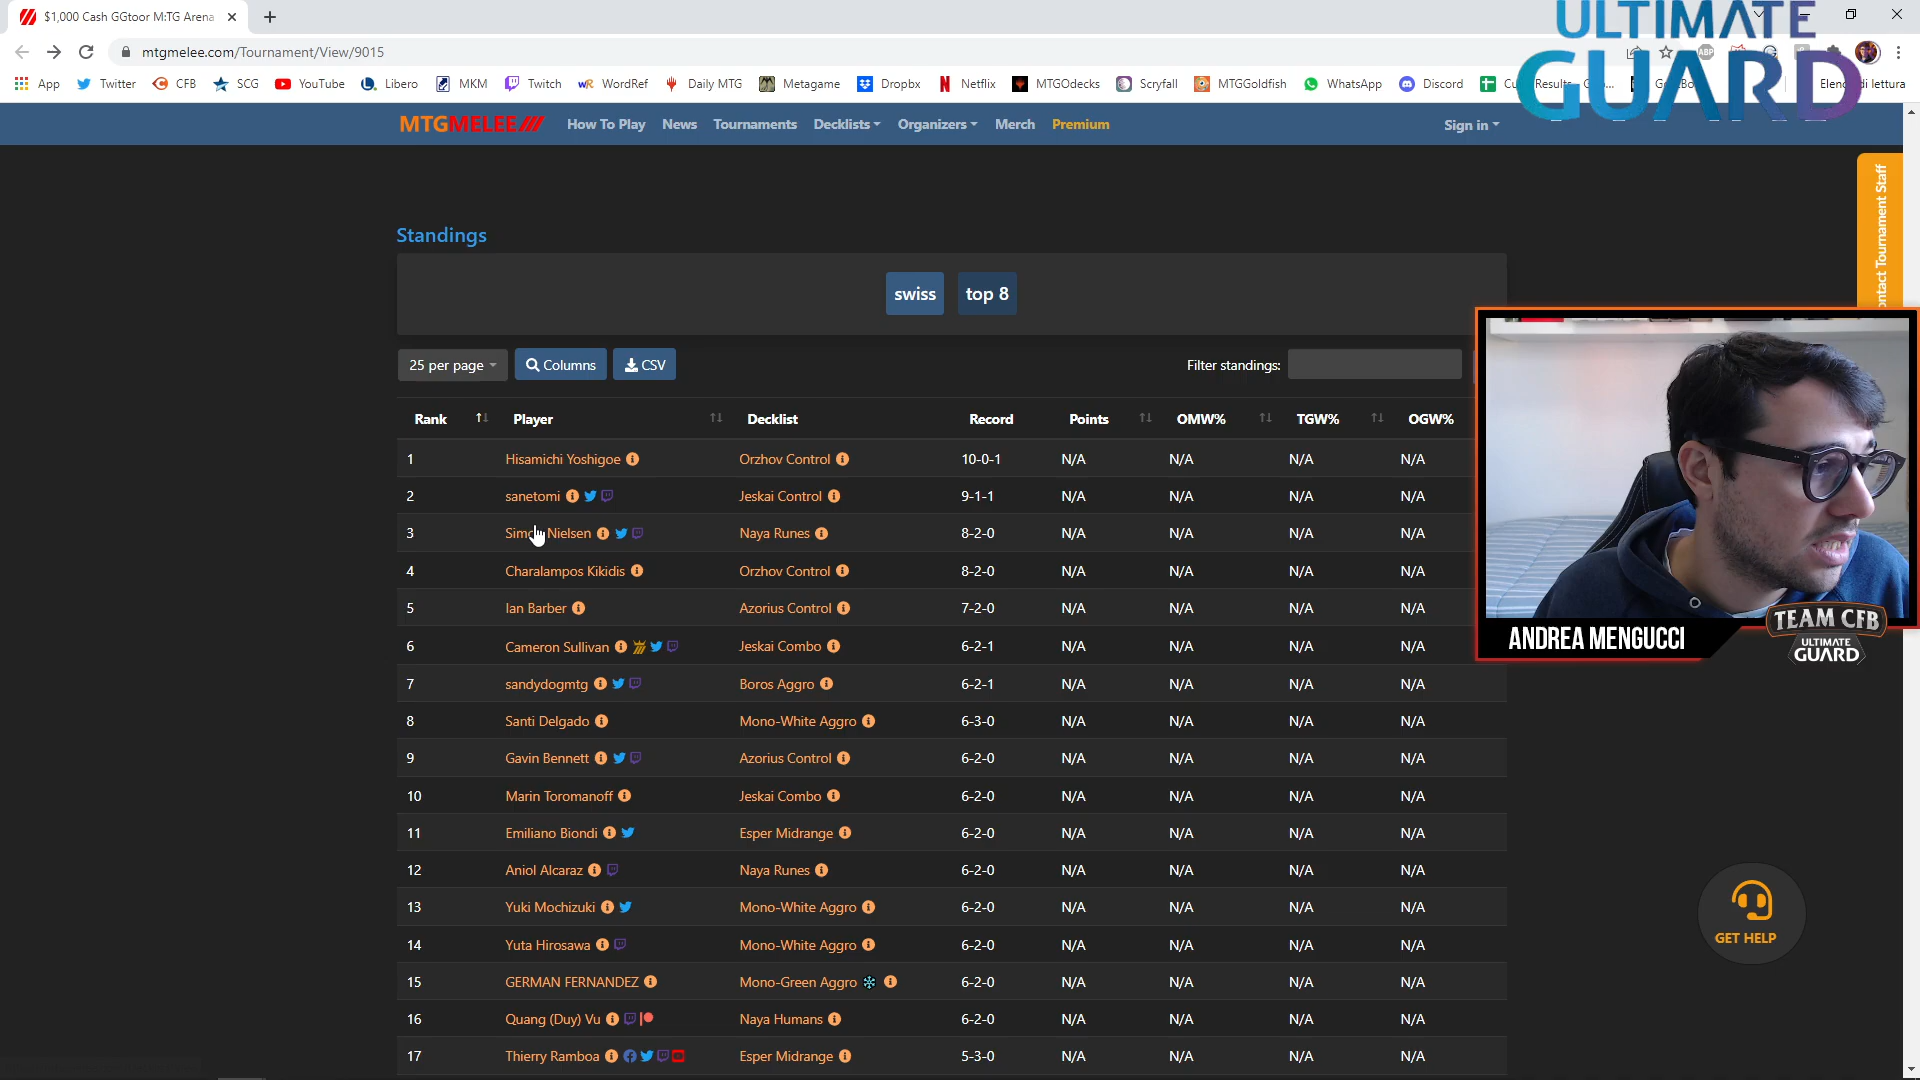 $1,000 Cash GGtoor M:TG Arena
mtgmelee.com/Tournament/View/9015
App Twitter CFB SCG YouTube Libero MKM Twitch WordRef Daily MTG Metagame Dropbx Netflix MTGOdecks Scryfall MTGGoldfish WhatsApp Discord
ULTIMATE
GUARD
MTGMELEE How To Play News Tournaments Decklists Organizers Merch Premium Sign in
ntact Tournament Staff
Standings
swiss top 8
25 per page Columns CSV Filter standings:
Rank Player Decklist Record Points OMW% TGW% OGW%
1 Hisamichi Yoshigoe Orzhov Control 10-0-1 N/A N/A N/A N/A
2 sanetomi Jeskai Control 9-1-1 N/A N/A N/A N/A
3 Simon Nielsen Naya Runes 8-2-0 N/A N/A N/A N/A
4 Charalampos Kikidis Orzhov Control 8-2-0 N/A N/A N/A N/A
5 Ian Barber Azorius Control 7-2-0 N/A N/A N/A N/A
6 Cameron Sullivan Jeskai Combo 6-2-1 N/A N/A N/A N/A
7 sandydogmtg Boros Aggro 6-2-1 N/A N/A N/A N/A
8 Santi Delgado Mono-White Aggro 6-3-0 N/A N/A N/A N/A
9 Gavin Bennett Azorius Control 6-2-0 N/A N/A N/A N/A
10 Marin Toromanoff Jeskai Combo 6-2-0 N/A N/A N/A N/A
11 Emiliano Biondi Esper Midrange 6-2-0 N/A N/A N/A N/A
12 Aniol Alcaraz Naya Runes 6-2-0 N/A N/A N/A N/A
13 Yuki Mochizuki Mono-White Aggro 6-2-0 N/A N/A N/A N/A
14 Yuta Hirosawa Mono-White Aggro 6-2-0 N/A N/A N/A N/A
15 GERMAN FERNANDEZ Mono-Green Aggro 6-2-0 N/A N/A N/A N/A
16 Quang (Duy) Vu Naya Humans 6-2-0 N/A N/A N/A N/A
17 Thierry Ramboa Esper Midrange 5-3-0 N/A N/A N/A N/A
ANDREA MENGUCCI
TEAM CFB
ULTIMATE
GUARD
GET HELP